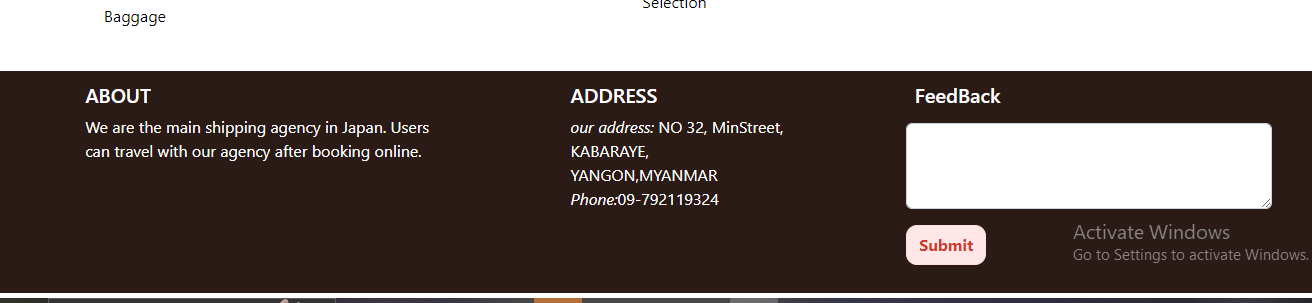 Selection
Baggage
ABOUT
We are the main shipping agency in Japan. Users
can travel with our agency after booking online.
ADDRESS
our address: NO 32, MinStreet,
KABARAYE,
YANGON,MYANMAR
Phone:09-792119324
FeedBack
Submit
Activate Windows
Go to Settings to activate Windows.